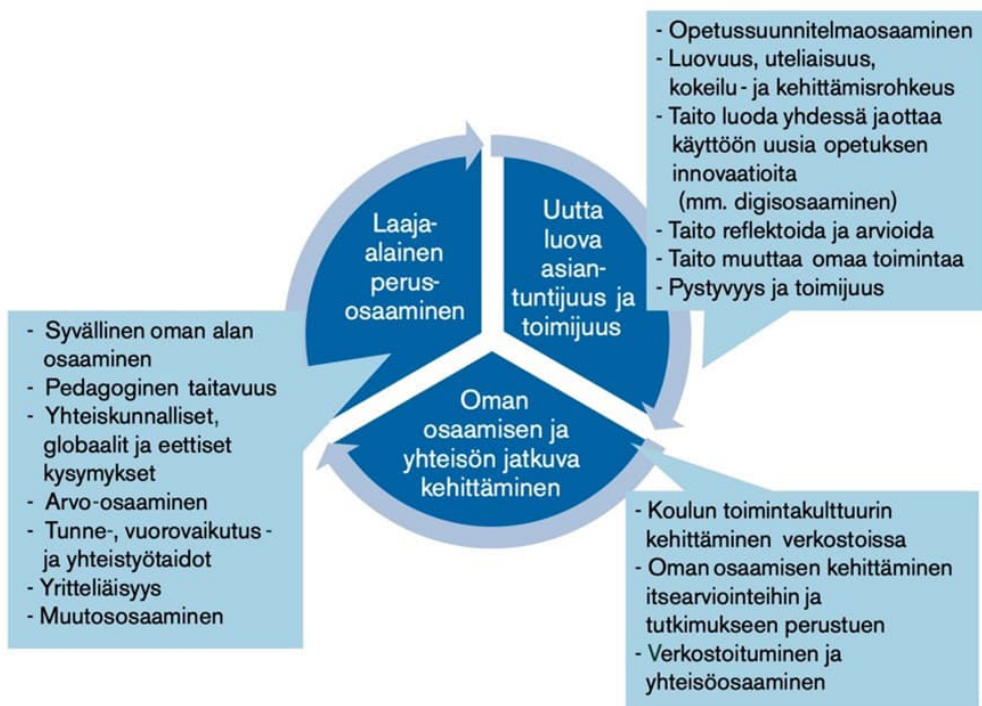 Laaja-
alainen
perus-
osaaminen
- Syvällinen oman alan
osaaminen
- Pedagoginen taitavuus
- Yhteiskunnalliset,
globaalit ja eettiset
kysymykset
- Arvo-osaaminen
- Tunne-, vuorovaikutus -
ja yhteistyötaidot
- Yritteliäisyys
- Muutososaaminen
Uutta
luova
asian-
tuntijuus ja
toimijuus
- Opetussuunnitelmaosaaminen
- Luovuus, uteliaisuus,
kokeilu - ja kehittämisrohkeus
- Taito luoda yhdessä jaottaa
käyttöön uusia opetuksen
innovaatioita
(mm. digisosaaminen)
- Taito reflektoida ja arvioida
- Taito muuttaa omaa toimintaa
- Pystyvyys ja toimijuus
Oman
osaamisen ja
yhteisön jatkuva
kehittäminen
- Koulun toimintakulttuurin
kehittäminen verkostoissa
- Oman osaamisen kehittäminen
itsearviointeihin ja
tutkimukseen perustuen
- Verkostoituminen ja
yhteisöosaaminen